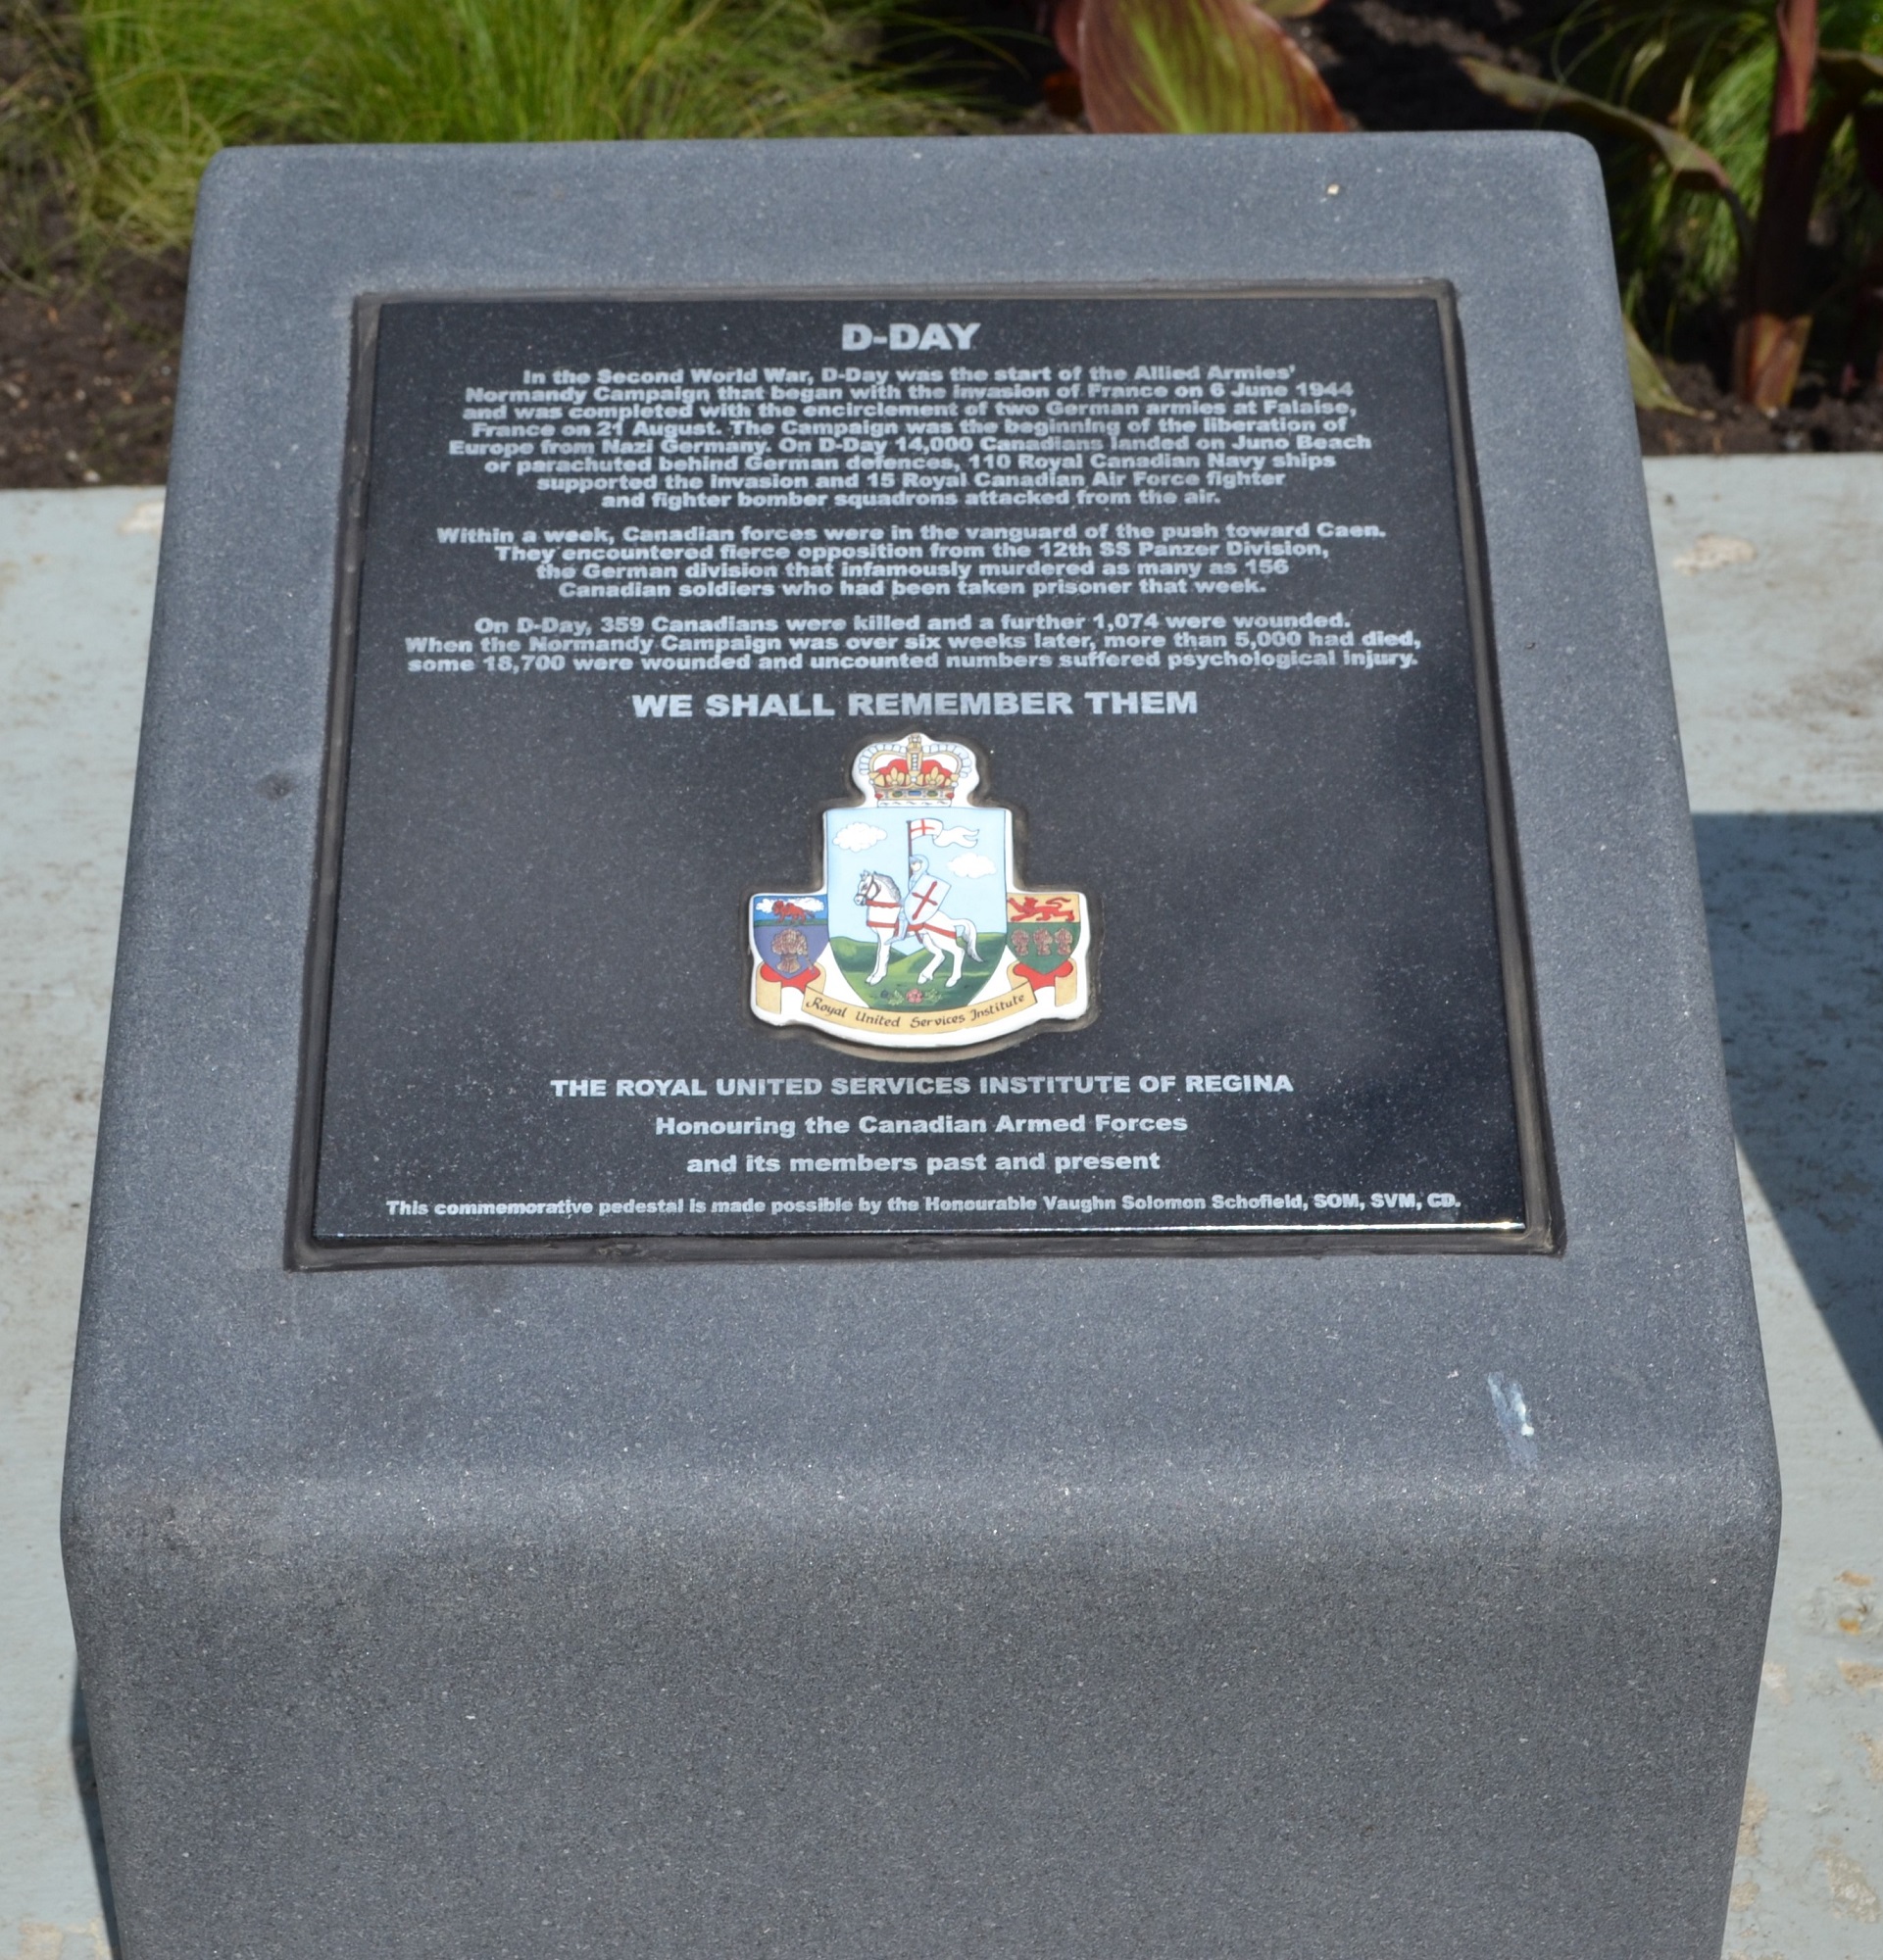 D-DAY
In the Second World War, D-Day was the start of the Allied Armies'
Normandy Campaign that began with the invasion of France on 6 June 1944
and was completed with the encirclement of two German armies at Falaise,
France on 21 August. The Campaign was the beginning of the liberation of
Europe from Nazi Germany. On D-Day 14,000 Canadians landed on Juno Beach
or parachuted behind German defences, 110 Royal Canadian Navy ships
supported the invasion and 15 Royal Canadian Air Force fighter
and fighter bomber squadrons attacked from the air.
Within a week, Canadian forces were in the vanguard of the push toward Caen.
They encountered fierce opposition from the 12th SS Panzer Division,
the German division that infamously murdered as many as 156
Canadian soldiers who had been taken prisoner that week.
On D-Day, 359 Canadians were killed and a further 1,074 were wounded.
When the Normandy Campaign was over six weeks later, more than 5,000 had died,
some 18,700 were wounded and uncounted numbers suffered psychological injury.
WE SHALL REMEMBER THEM
Royal United Services Institute
THE ROYAL UNITED SERVICES INSTITUTE OF REGINA
Honouring the Canadian Armed Forces
and its members past and present
This commemorative pedestal is made possible by the Honourable Vaughn Solomon Schofield, SOM, SVM, CD.